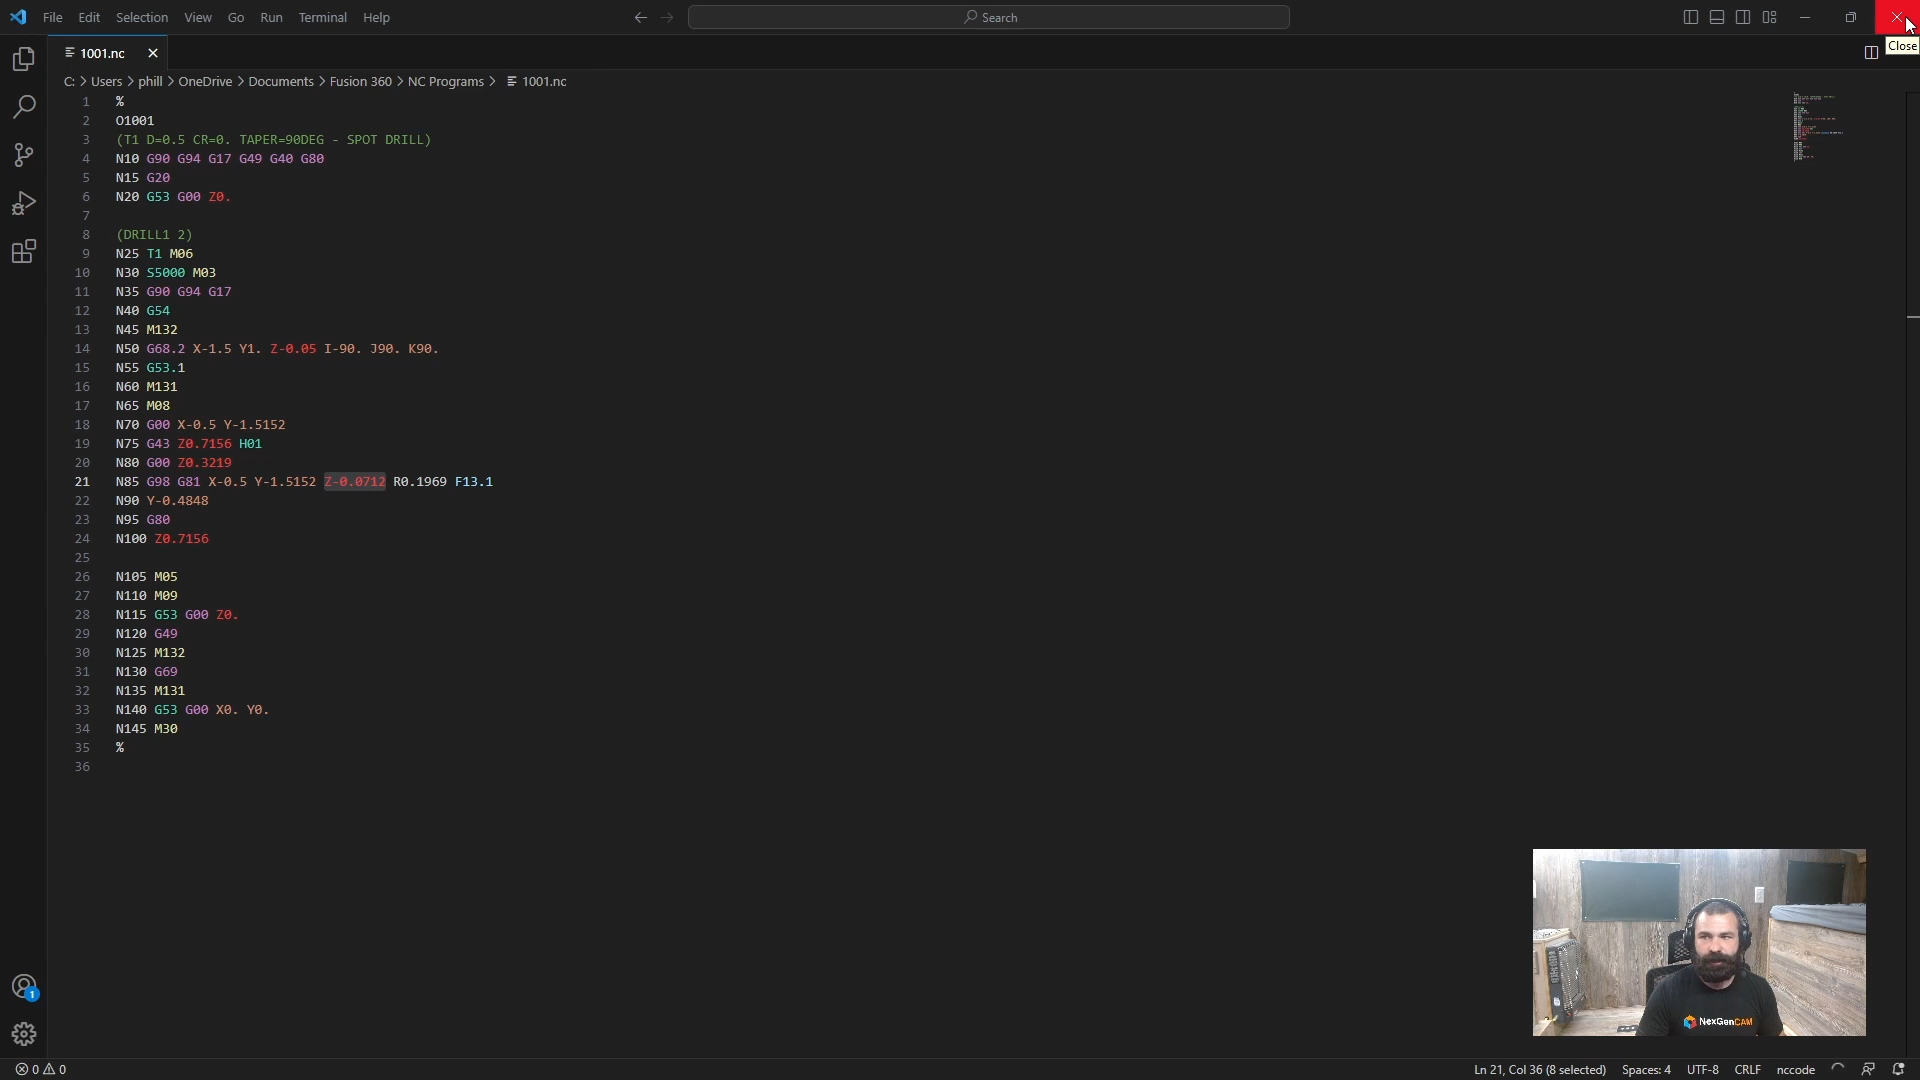 File Edit Selection View Go Run Terminal Help
Search
Close
1001.nc
C: > Users > phill > OneDrive > Documents > Fusion 360 > NC Programs > 1001.nc
1 %
2 O1001
3 (T1 D=0.5 CR=0. TAPER=90DEG - SPOT DRILL)
4 N10 G90 G94 G17 G49 G40 G80
5 N15 G20
6 N20 G53 G00 Z0.
7
8 (DRILL1 2)
9 N25 T1 M06
10 N30 S5000 M03
11 N35 G90 G94 G17
12 N40 G54
13 N45 M132
14 N50 G68.2 X-1.5 Y1. Z-0.05 I-90. J90. K90.
15 N55 G53.1
16 N60 M131
17 N65 M08
18 N70 G00 X-0.5 Y-1.5152
19 N75 G43 Z0.7156 H01
20 N80 G00 Z0.3219
21 N85 G98 G81 X-0.5 Y-1.5152 Z-0.0712 R0.1969 F13.1
22 N90 Y-0.4848
23 N95 G80
24 N100 Z0.7156
25
26 N105 M05
27 N110 M09
28 N115 G53 G00 Z0.
29 N120 G49
30 N125 M132
31 N130 G69
32 N135 M131
33 N140 G53 G00 X0. Y0.
34 N145 M30
35 %
36
NexGenCAM
1
0 0
Ln 21, Col 36 (8 selected) Spaces: 4 UTF-8 CRLF nccode